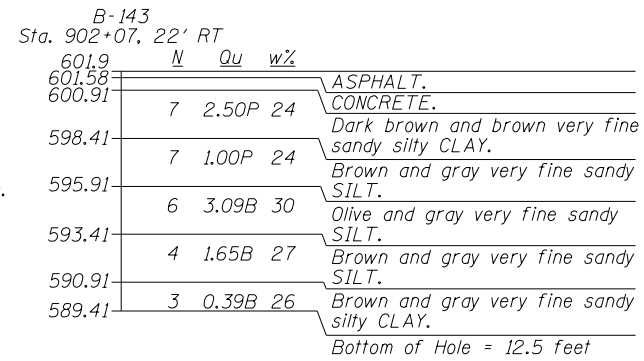 B-143
Sta. 902+07, 22' RT
601.9 N Qu w%
601.58 ASPHALT.
600.91 CONCRETE.
7 2.50P 24 Dark brown and brown very fine
598.41 sandy silty CLAY.
7 1.00P 24 Brown and gray very fine sandy
595.91 SILT.
6 3.09B 30 Olive and gray very fine sandy
593.41 SILT.
4 1.65B 27 Brown and gray very fine sandy
590.91 SILT.
3 0.39B 26 Brown and gray very fine sandy
589.41 silty CLAY.
Bottom of Hole = 12.5 feet